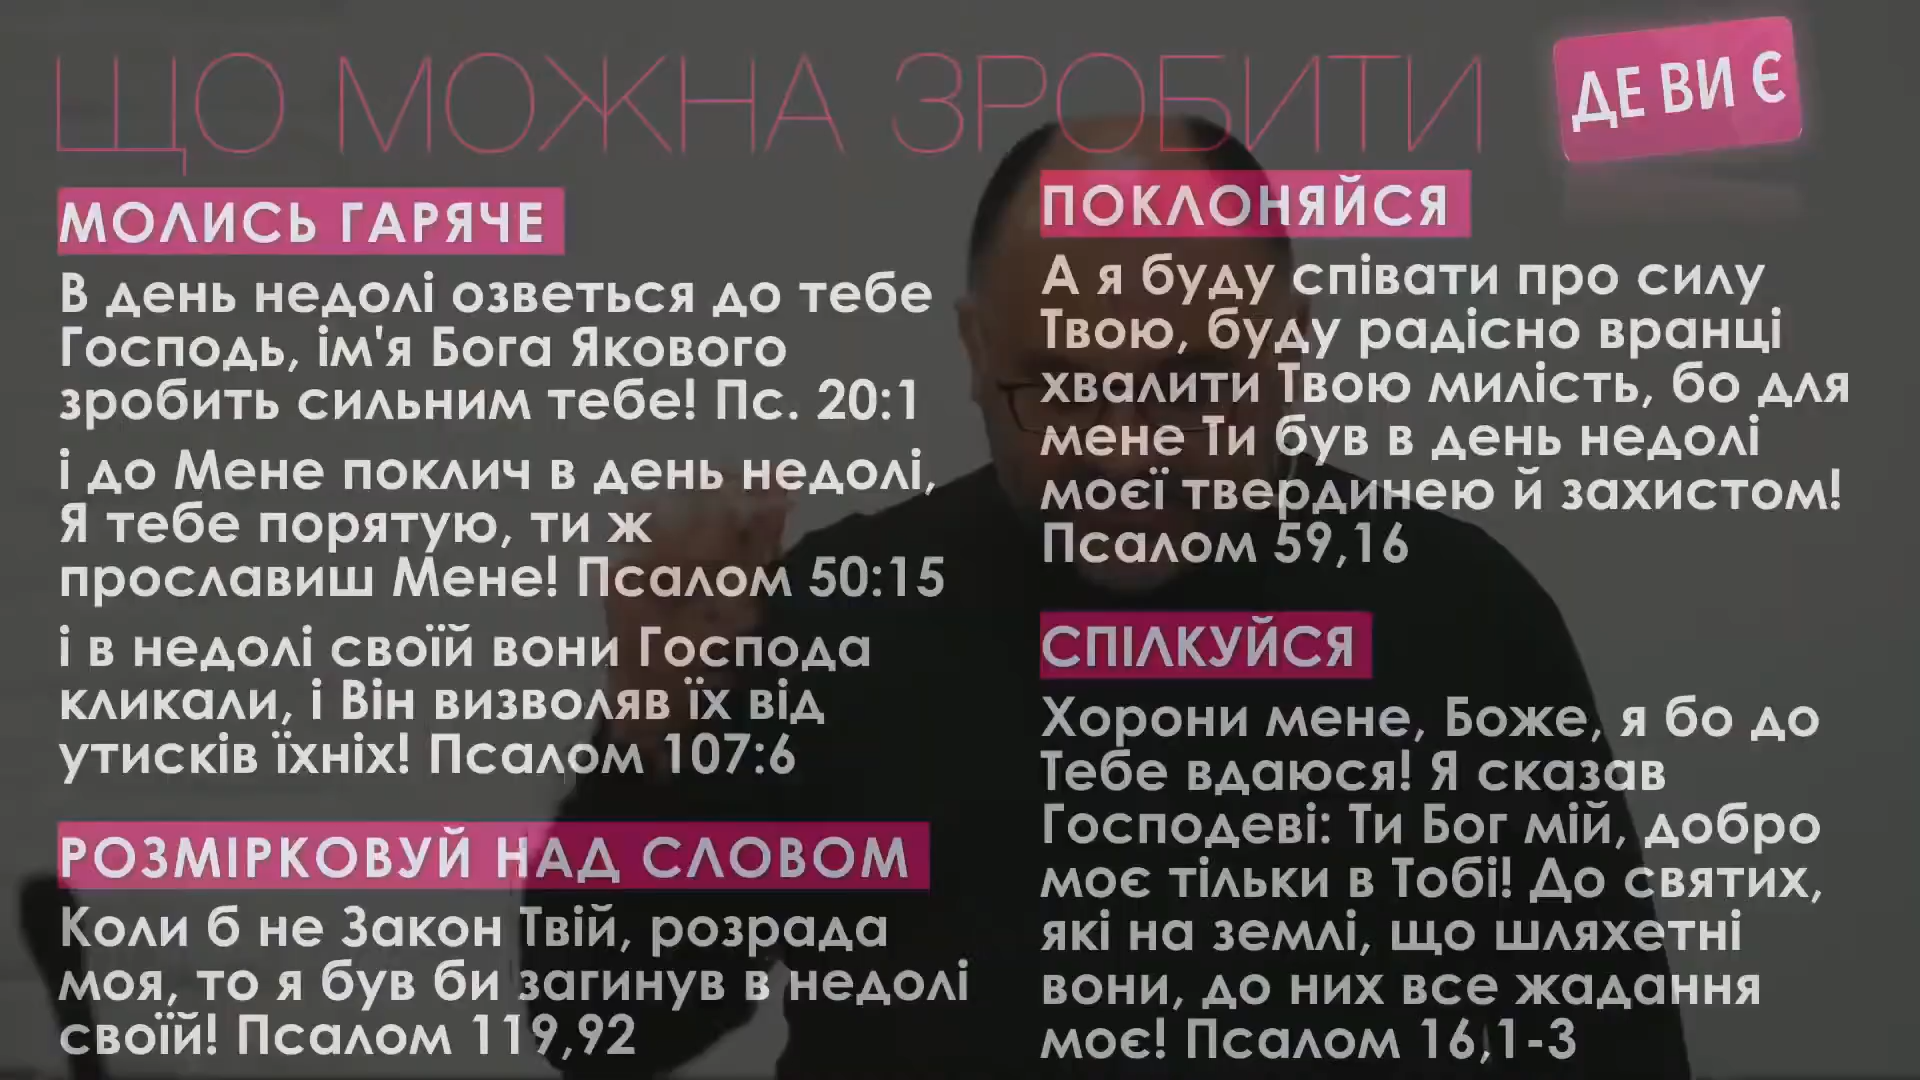 ЩО МОЖНА ЗРОБИТИ
ДЕ ВИ Є
МОЛИСЬ ГАРЯЧЕ
В день недолі озветься до тебе
Господь, ім'я Бога Якового
зробить сильним тебе! Пс. 20:1
і до Мене поклич в день недолі,
Я тебе порятую, ти ж
прославиш Мене! Псалом 50:15
і в недолі своїй вони Господа
кликали, і Він визволяв їх від
утисків їхніх! Псалом 107:6
РОЗМІРКОВУЙ НАД СЛОВОМ
Коли б не Закон Твій, розрада
моя, то я був би загинув в недолі
своїй! Псалом 119,92
ПОКЛОНЯЙСЯ
А я буду співати про силу
Твою, буду радісно вранці
хвалити Твою милість, бо для
мене Ти був в день недолі
моєї твердинею й захистом!
Псалом 59,16
СПІЛКУЙСЯ
Хорони мене, Боже, я бо до
Тебе вдаюся! Я сказав
Господеві: Ти Бог мій, добро
моє тільки в Тобі! До святих,
які на землі, що шляхетні
вони, до них все жадання
моє! Псалом 16,1-3